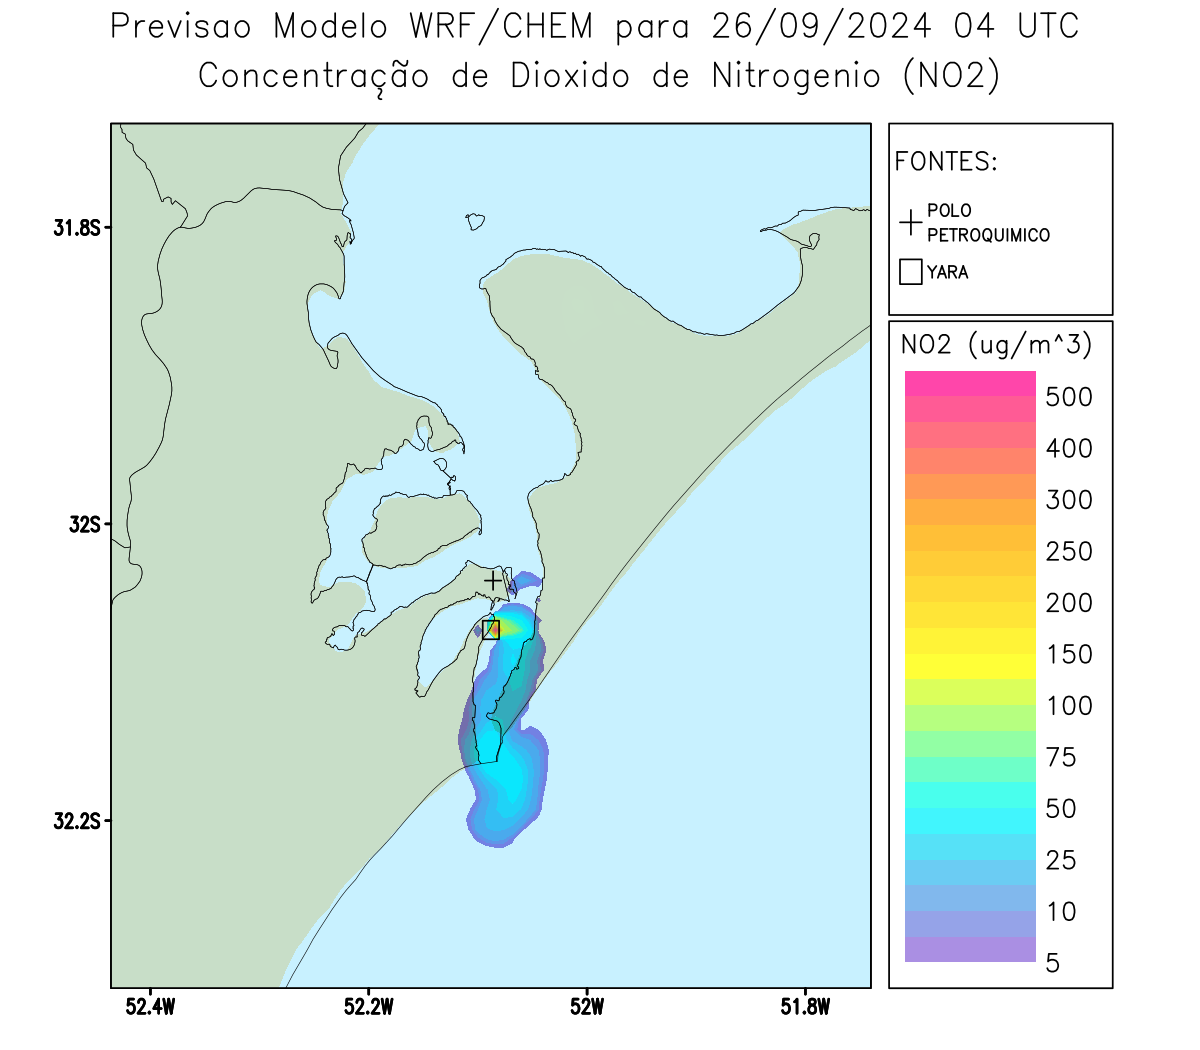 Previsao Modelo WRF/CHEM para 26/09/2024 04 UTC
Concentração de Dioxido de Nitrogenio (NO2)
FONTES:
POLO
PETROQUIMICO
YARA
NO2 (ug/m^3)
500
400
300
250
200
150
100
75
50
25
10
5
31.8S
32S
32.2S
52.4W
52.2W
52W
51.8W